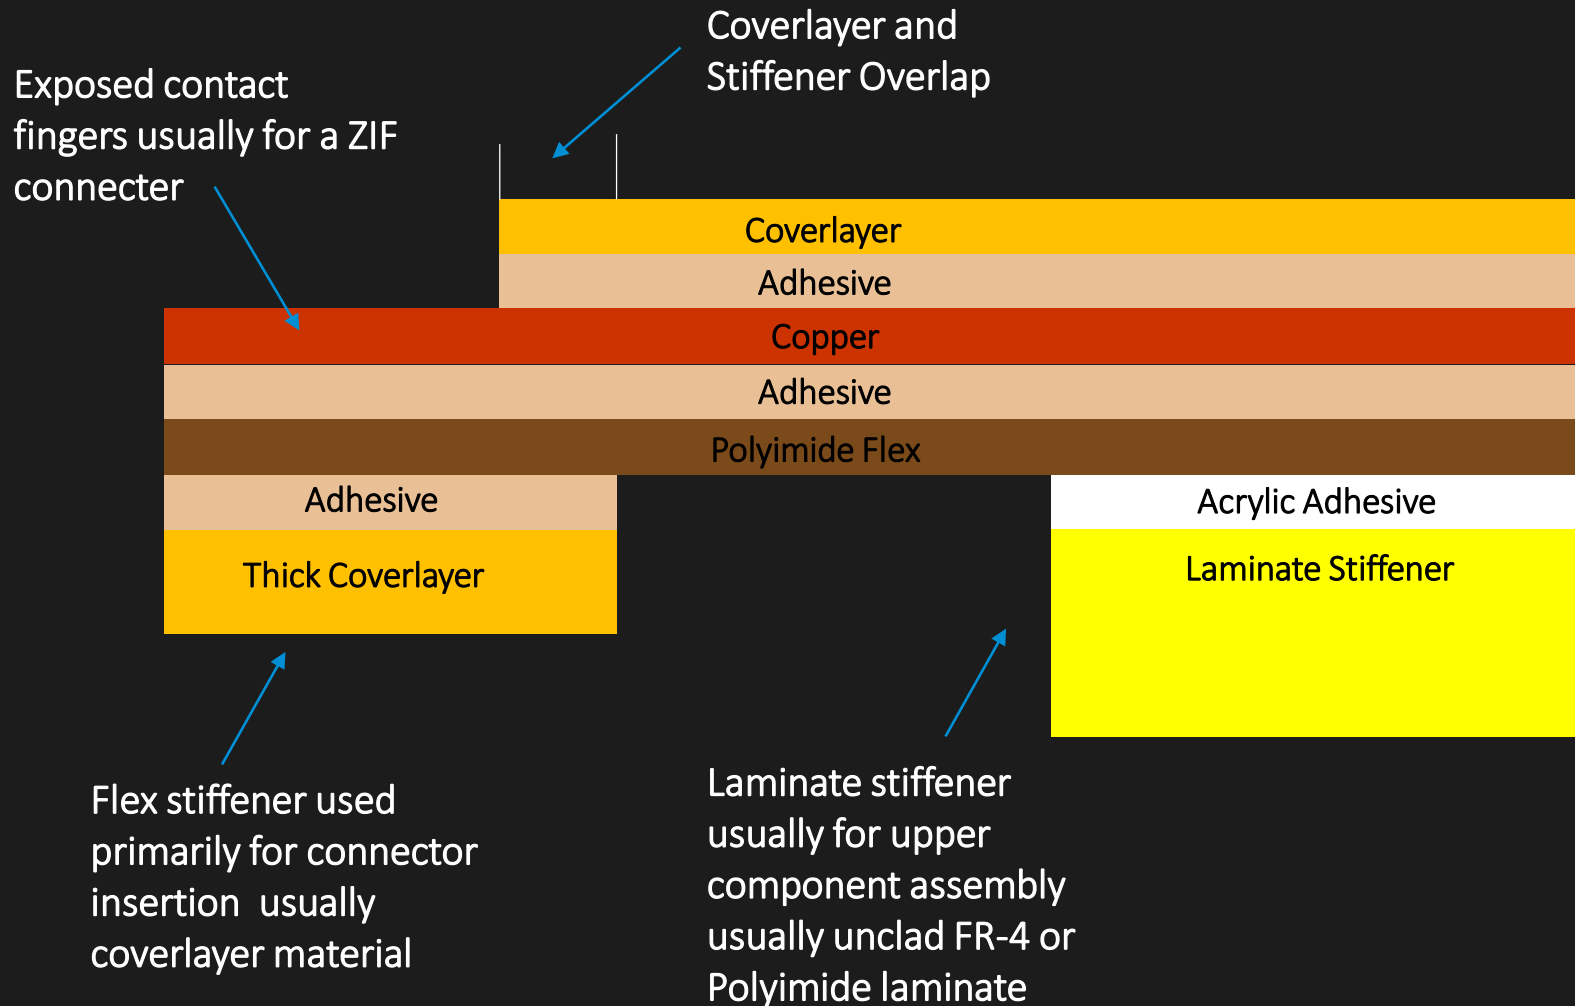 Coverlayer and
Stiffener Overlap
Exposed contact
fingers usually for a ZIF
connecter
Coverlayer
Adhesive
Copper
Adhesive
Polyimide Flex
Adhesive
Acrylic Adhesive
Thick Coverlayer
Laminate Stiffener
Flex stiffener used
primarily for connector
insertion  usually
coverlayer material
Laminate stiffener
usually for upper
component assembly
usually unclad FR-4 or
Polyimide laminate